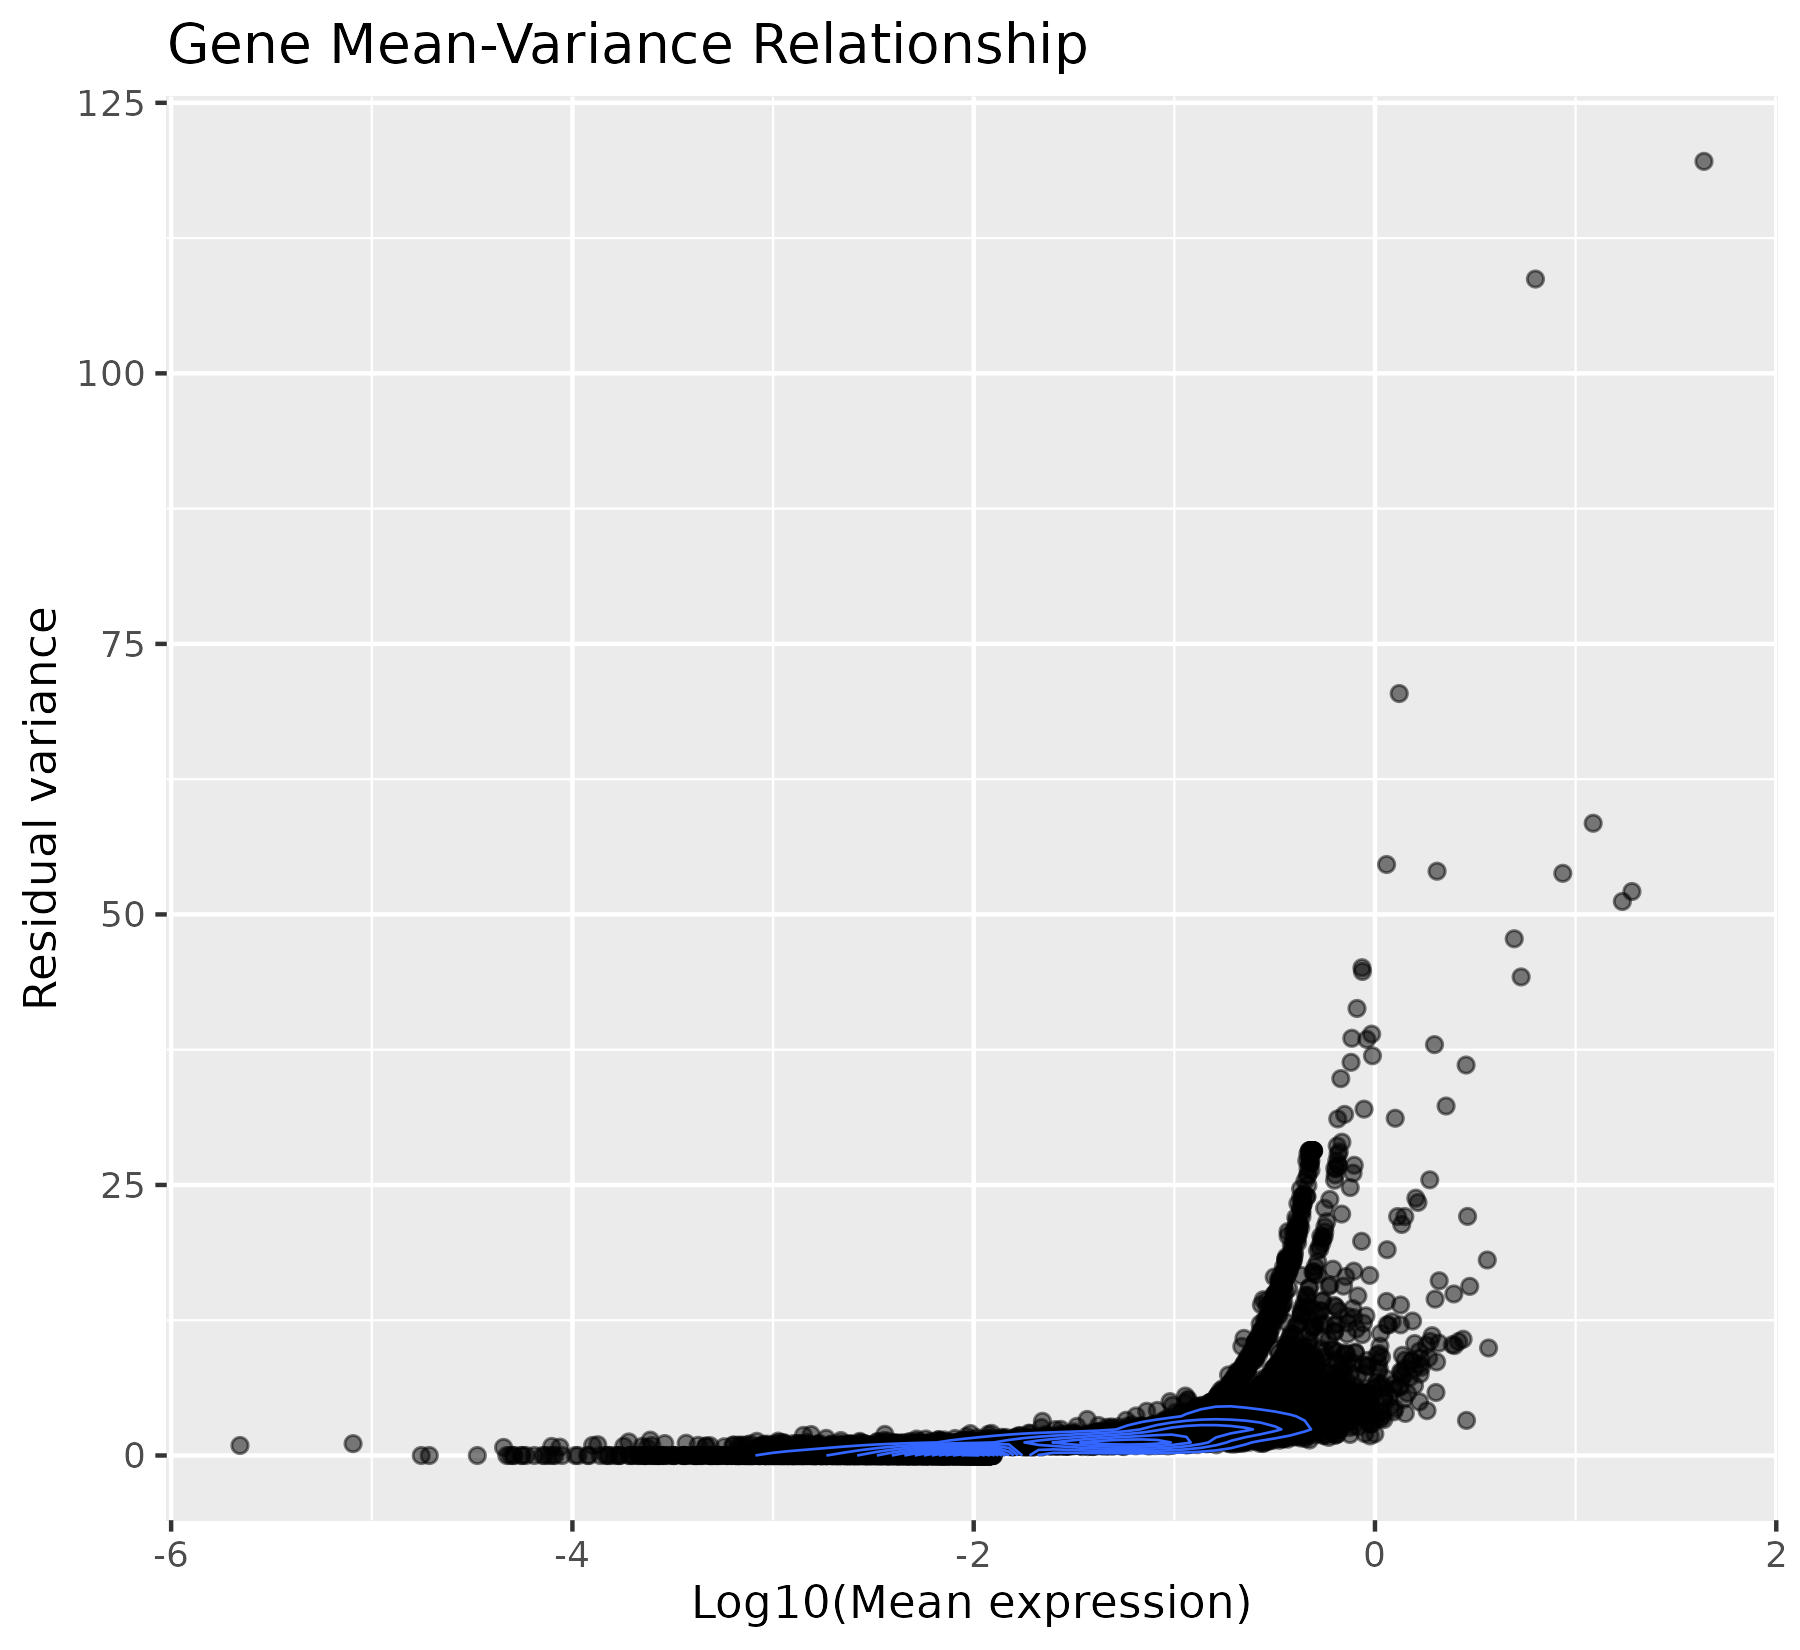 Gene Mean-Variance Relationship
125
100
75
50
25
0
Residual variance
-6 -4 -2 0 2
Log10(Mean expression)